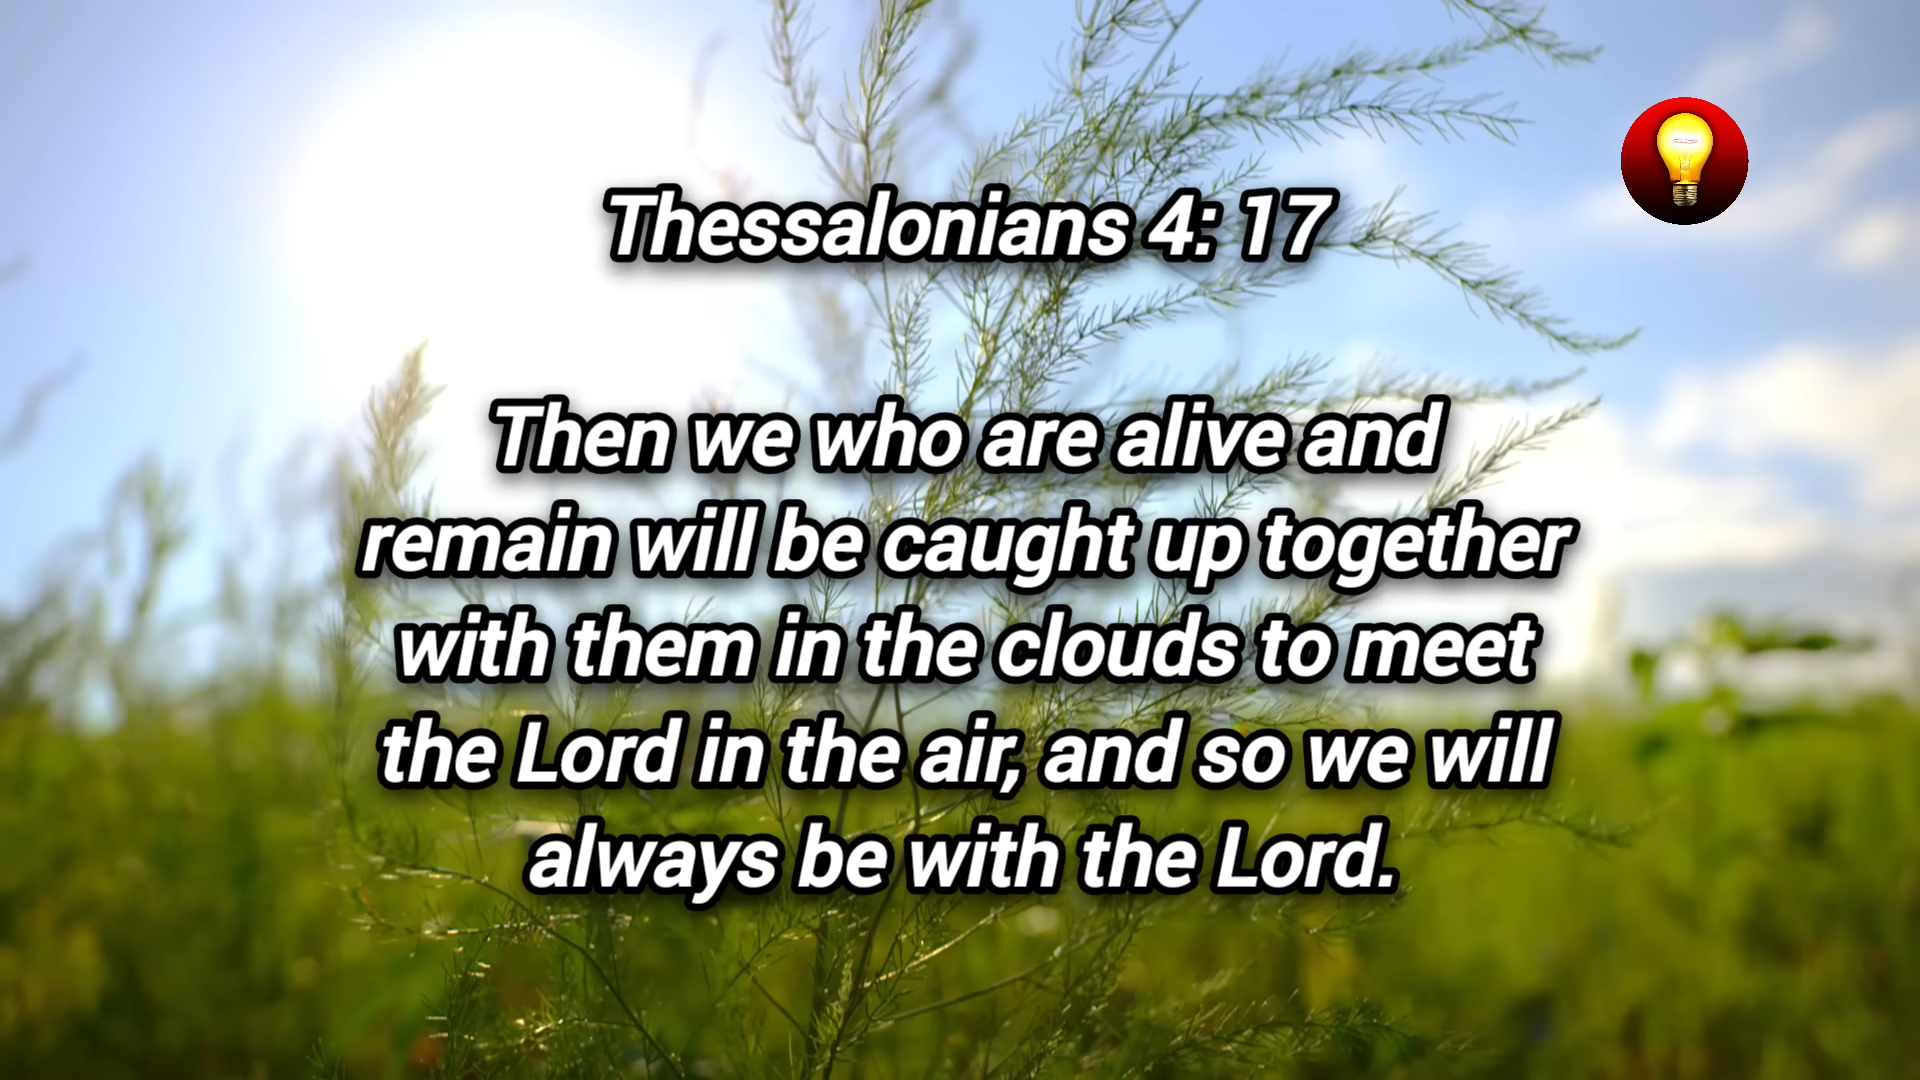 Thessalonians 4: 17
Then we who are alive and
remain will be caught up together
with them in the clouds to meet
the Lord in the air, and so we will
always be with the Lord.